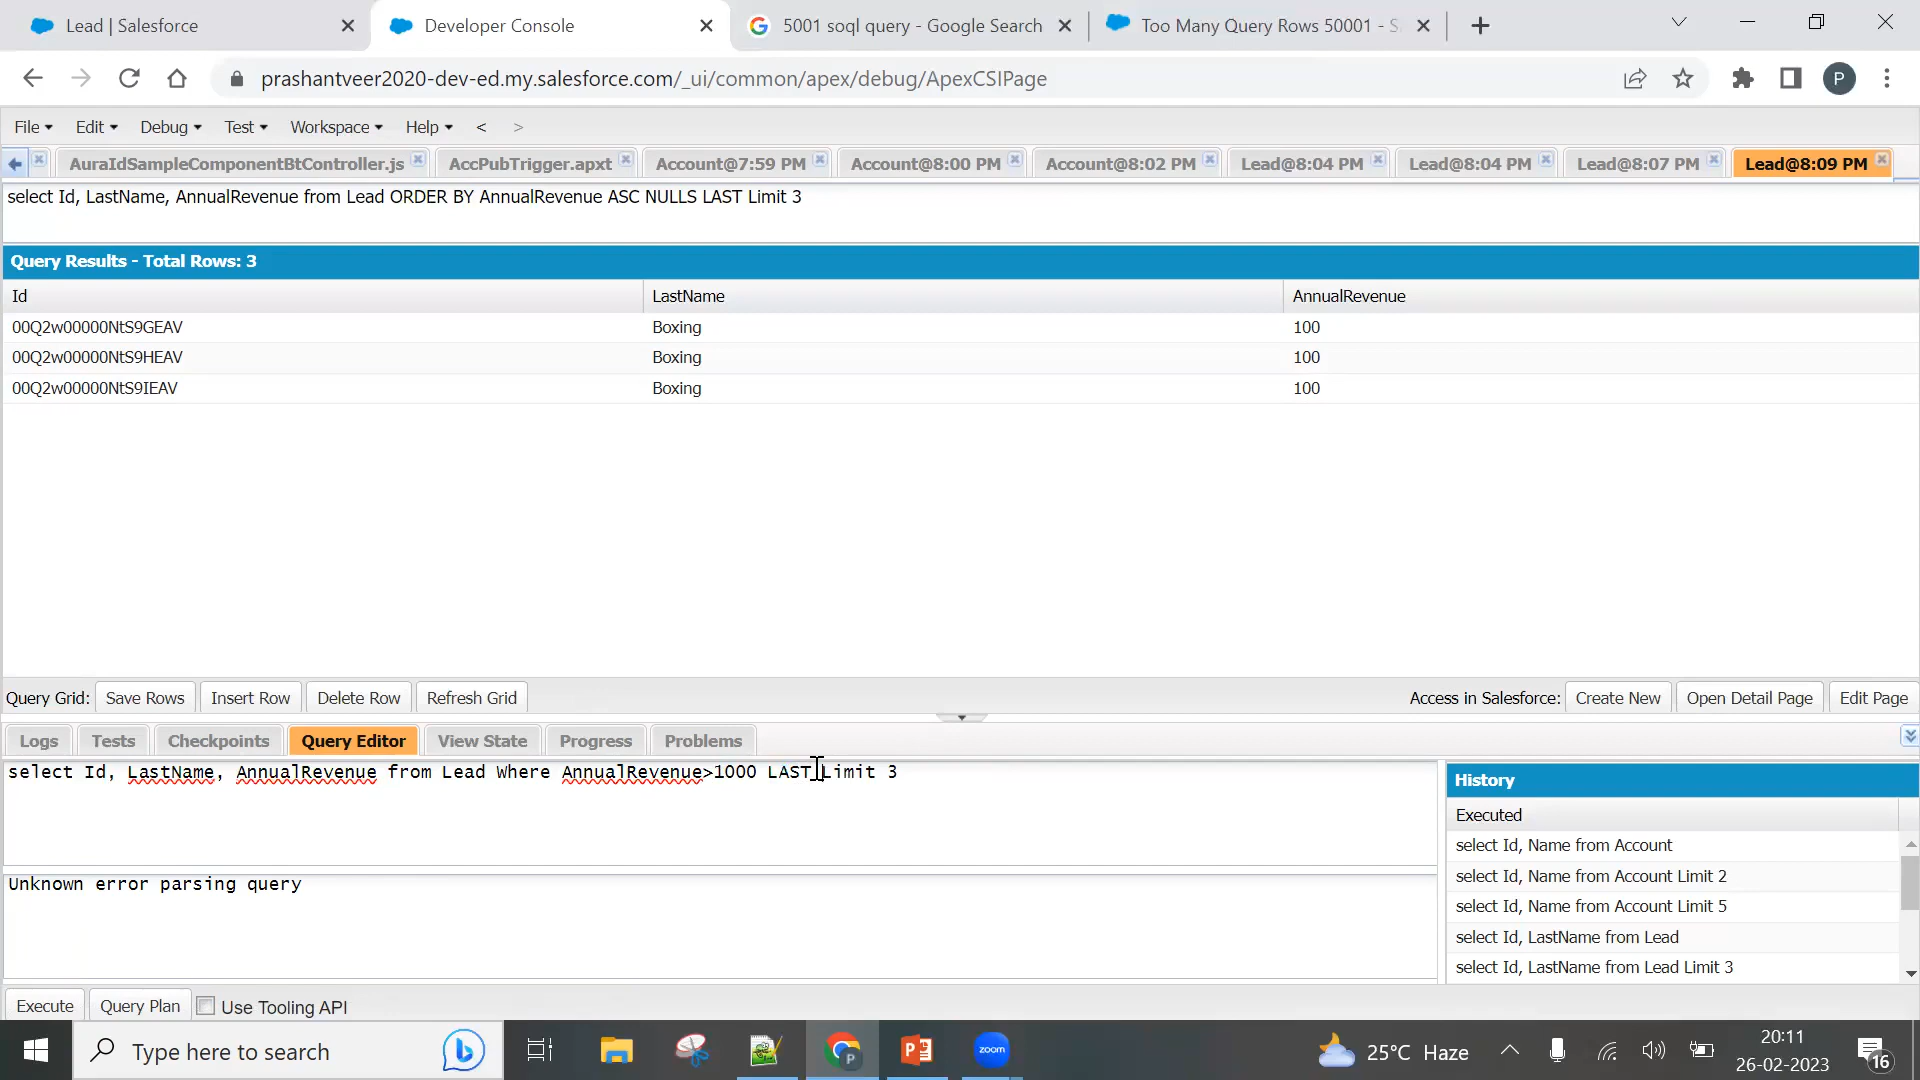 Lead | Salesforce
Developer Console
5001 soql query - Google Search
Too Many Query Rows 50001 - S
prashantveer2020-dev-ed.my.salesforce.com/_ui/common/apex/debug/ApexCSIPage
P
File Edit Debug Test Workspace Help < >
AuraIdSampleComponentBtController.js AccPubTrigger.apxt Account@7:59 PM Account@8:00 PM Account@8:02 PM Lead@8:04 PM Lead@8:04 PM Lead@8:07 PM Lead@8:09 PM
select Id, LastName, AnnualRevenue from Lead ORDER BY AnnualRevenue ASC NULLS LAST Limit 3
Query Results - Total Rows: 3
Id LastName AnnualRevenue
00Q2w00000NtS9GEAV Boxing 100
00Q2w00000NtS9HEAV Boxing 100
00Q2w00000NtS9IEAV Boxing 100
Query Grid: Save Rows Insert Row Delete Row Refresh Grid Access in Salesforce: Create New Open Detail Page Edit Page
Logs Tests Checkpoints Query Editor View State Progress Problems
select Id, LastName, AnnualRevenue from Lead Where AnnualRevenue>1000 LAST Limit 3
Unknown error parsing query
History
Executed
select Id, Name from Account
select Id, Name from Account Limit 2
select Id, Name from Account Limit 5
select Id, LastName from Lead
select Id, LastName from Lead Limit 3
Execute Query Plan Use Tooling API
Type here to search
zoom
25°C Haze
20:11
26-02-2023
16